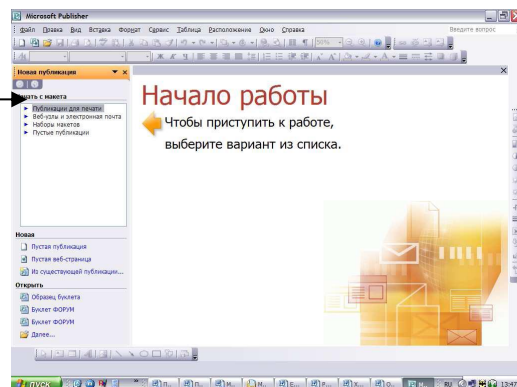 Microsoft Publisher
Файл Правка Вид Вставка Формат Сервис Таблица Расположение Окно Справка
Введите вопрос
Новая публикация
Начать с макета
Публикации для печати
Веб-узлы и электронная почта
Наборы макетов
Пустые публикации
Начало работы
Чтобы приступить к работе,
выберите вариант из списка.
Новая
Пустая публикация
Пустая веб-страница
Из существующей публикации...
Открыть
Образец буклета
Буклет ФОРУМ
Буклет ФОРУМ
Далее...
пуск
RU
13:47